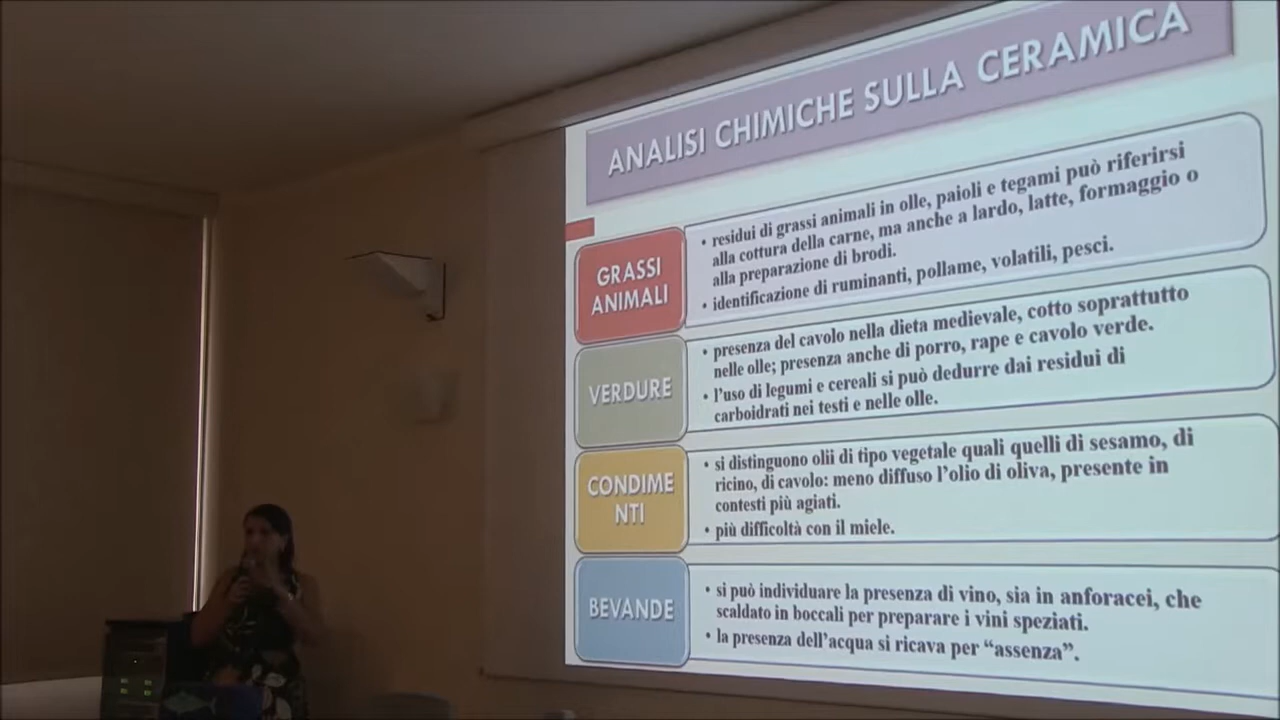 ANALISI CHIMICHE SULLA CERAMICA
GRASSI
ANIMALI
• residui di grassi animali in olle, paioli e tegami può riferirsi
alla cottura della carne, ma anche a lardo, latte, formaggio o
alla preparazione di brodi.
• identificazione di ruminanti, pollame, volatili, pesci.
VERDURE
• presenza del cavolo nella dieta medievale, cotto soprattutto
nelle olle; presenza anche di porro, rape e cavolo verde.
• l'uso di legumi e cereali si può dedurre dai residui di
carboidrati nei testi e nelle olle.
CONDIME
NTI
• si distinguono olii di tipo vegetale quali quelli di sesamo, di
ricino, di cavolo: meno diffuso l'olio di oliva, presente in
contesti più agiati.
• più difficoltà con il miele.
BEVANDE
• si può individuare la presenza di vino, sia in anforacei, che
scaldato in boccali per preparare i vini speziati.
• la presenza dell'acqua si ricava per "assenza".